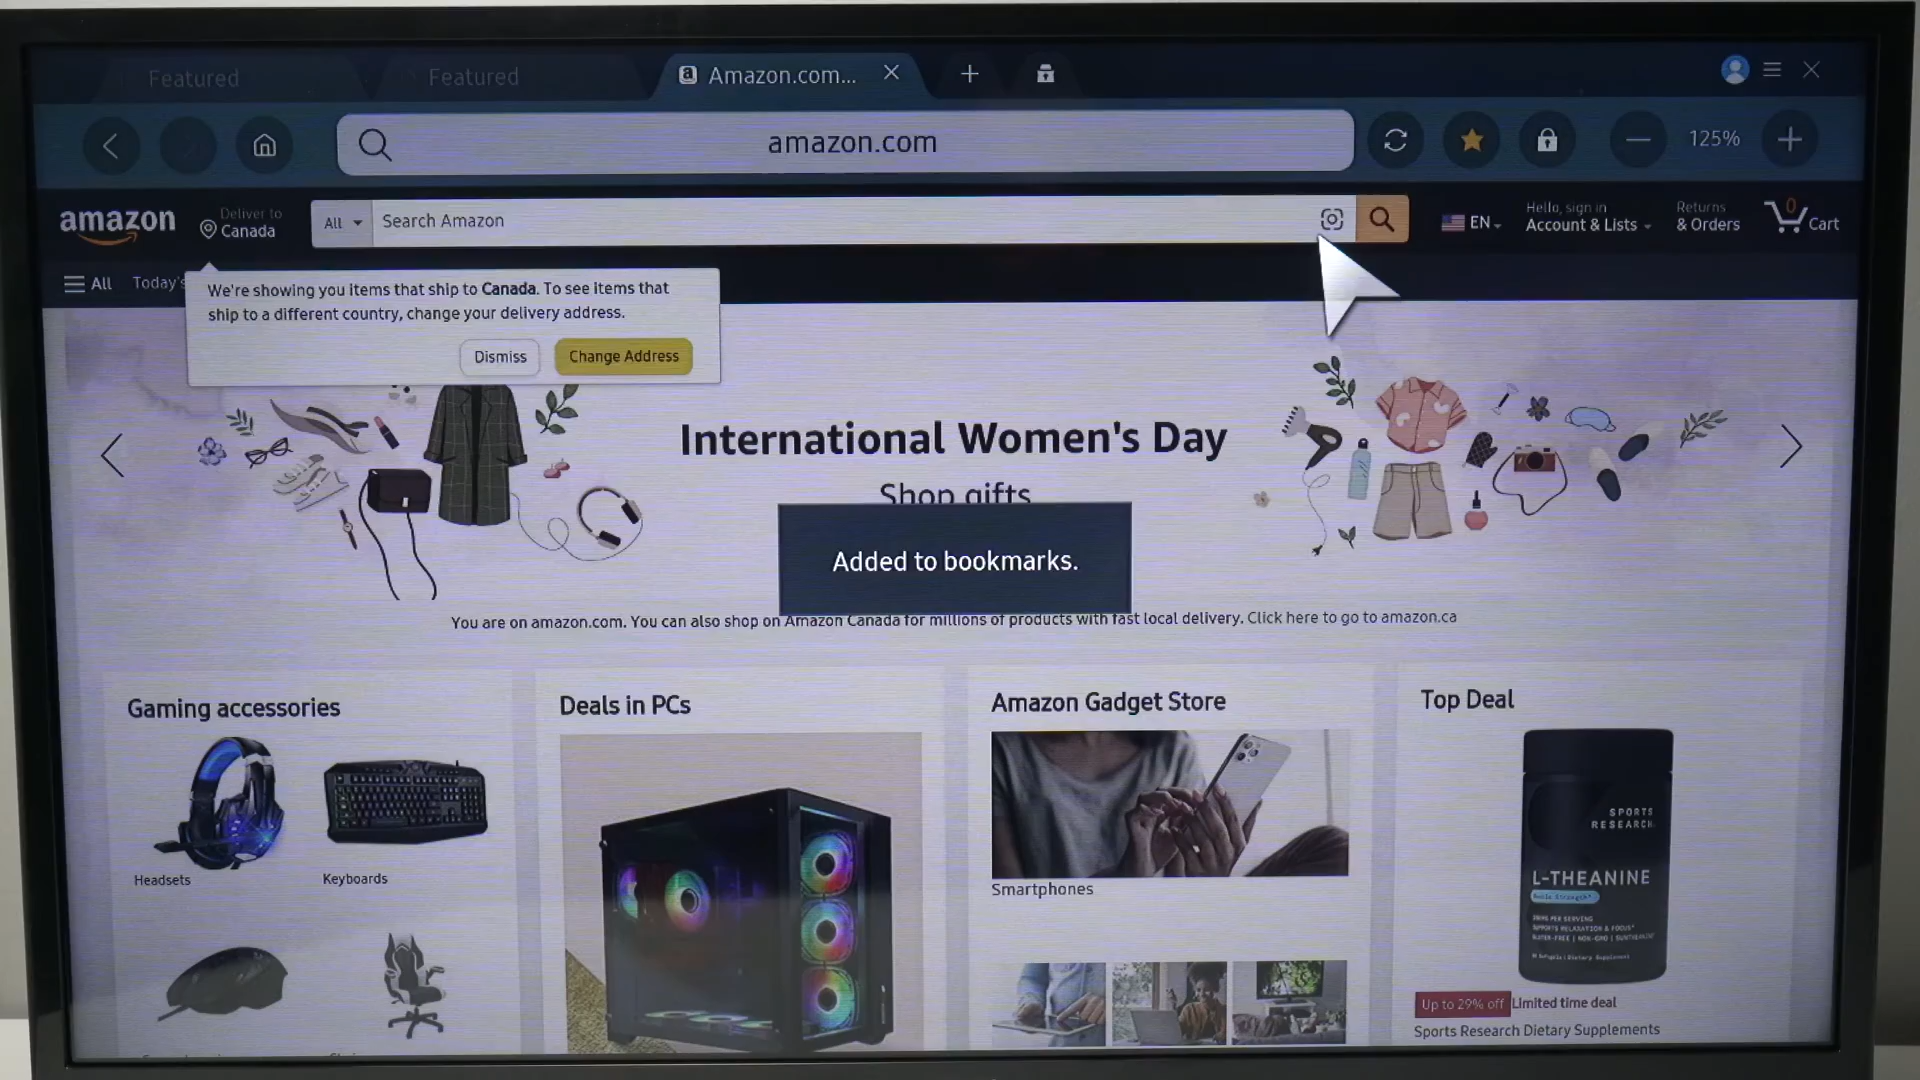 Featured
Featured
Amazon.com...
amazon.com
125%
amazon
Deliver to
Canada
All
Search Amazon
EN
Hello, sign in
Account & Lists
Returns
& Orders
0
Cart
All
Today's
We're showing you items that ship to Canada. To see items that
ship to a different country, change your delivery address.
Dismiss
Change Address
International Women's Day
Shop gifts
Added to bookmarks.
You are on amazon.com. You can also shop on Amazon Canada for millions of products with fast local delivery. Click here to go to amazon.ca
Gaming accessories
Headsets
Keyboards
Deals in PCs
Amazon Gadget Store
Smartphones
Top Deal
SPORTS
RESEARCH
L-THEANINE
Up to 29% off
Limited time deal
Sports Research Dietary Supplements